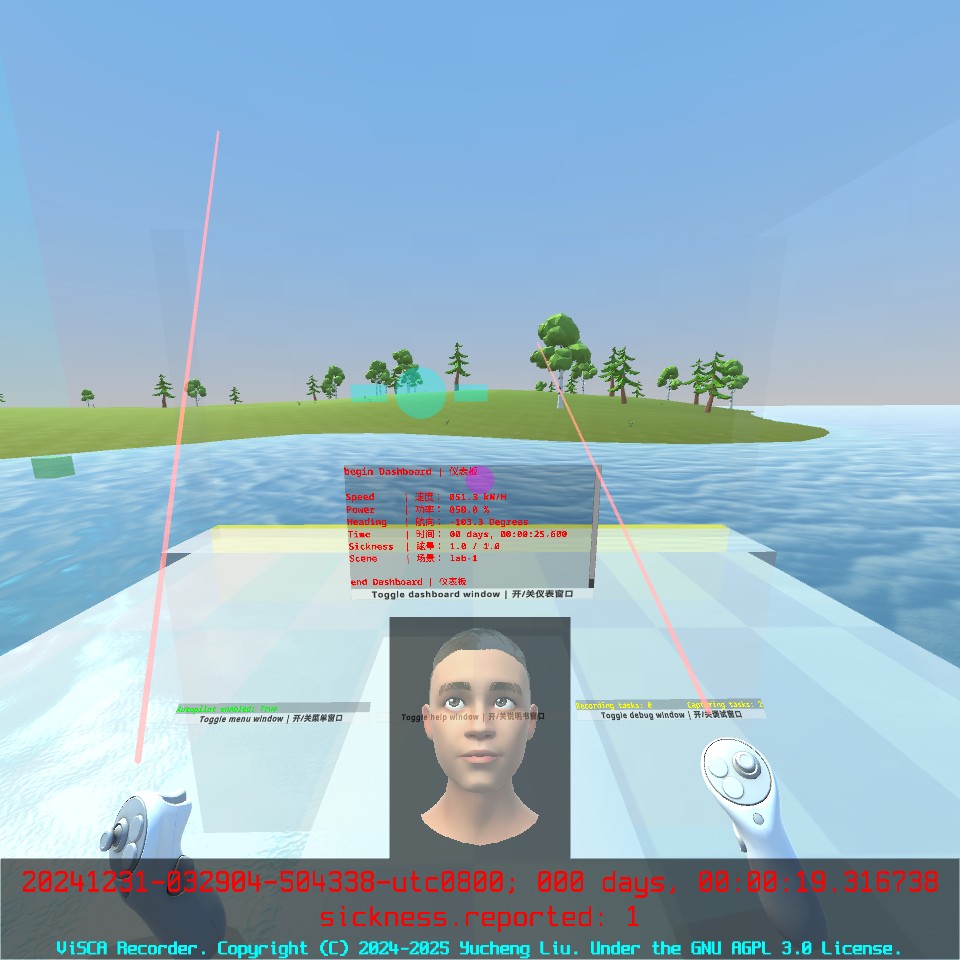 begin Dashboard | 仪表板
Speed | 速度: 051.3 kW/H
Power | 功率: 050.0 %
Heading | 航向: -103.3 Degrees
Time | 时间: 00 days, 00:00:25.600
Sickness | 眩晕: 1.0 / 1.0
Scene | 场景: lab-1
end Dashboard | 仪表板
Toggle dashboard window | 开/关仪表窗口
Autopilot enabled: True
Toggle menu window | 开/关菜单窗口
Toggle help window | 开/关说明书窗口
Recording tasks: 0 Capturing tasks: 2
Toggle debug window | 开/关调试窗口
20241231-032904-504338-utc0800; 000 days, 00:00:19.316738
sickness.reported: 1
ViSCA Recorder. Copyright (C) 2024-2025 Yucheng Liu. Under the GNU AGPL 3.0 License.